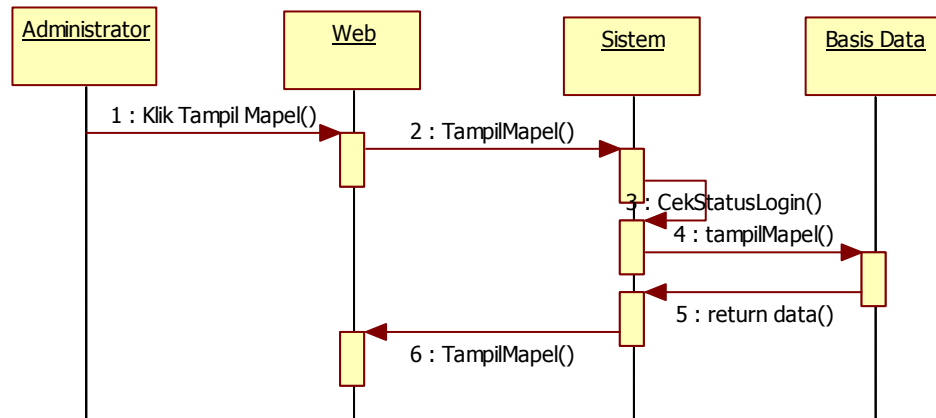 Administrator
Web
Sistem
Basis Data
1 : Klik Tampil Mapel()
2 : TampilMapel()
3 : CekStatusLogin()
4 : tampilMapel()
5 : return data()
6 : TampilMapel()